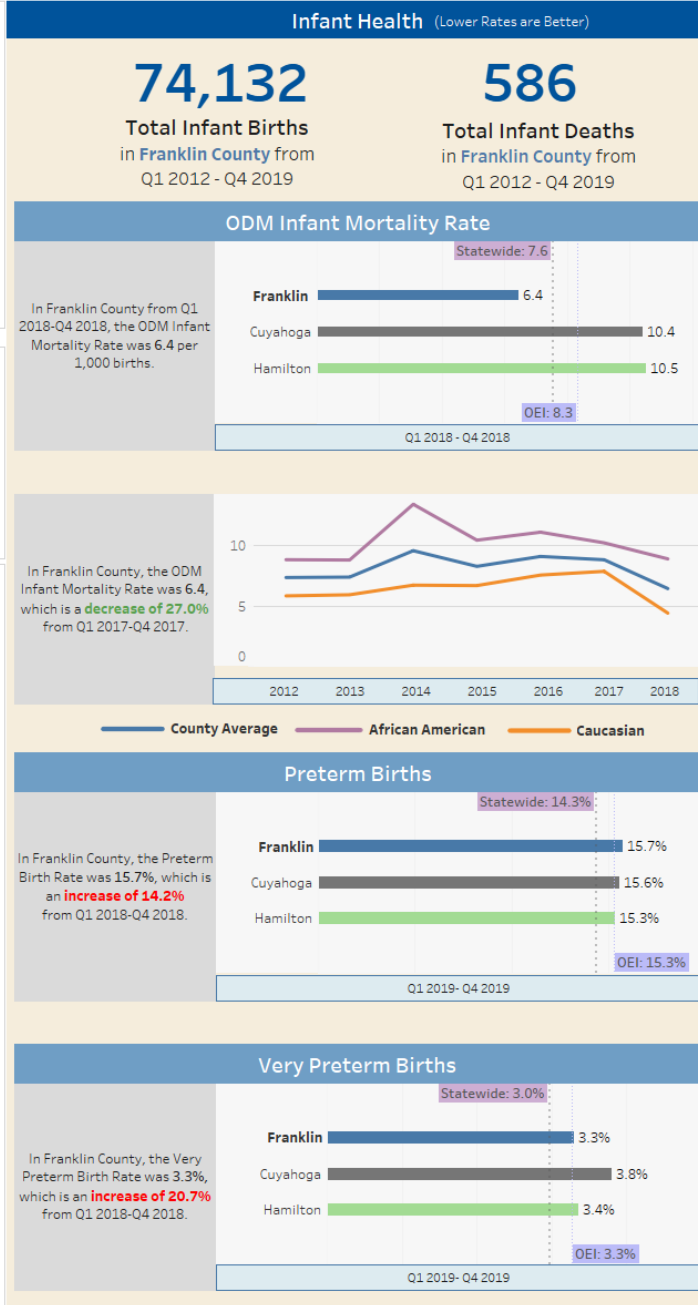 Infant Health (Lower Rates are Better)
74,132
Total Infant Births
in Franklin County from
Q1 2012 - Q4 2019
586
Total Infant Deaths
in Franklin County from
Q1 2012 - Q4 2019
ODM Infant Mortality Rate
In Franklin County from Q1
2018-Q4 2018, the ODM Infant
Mortality Rate was 6.4 per
1,000 births.
Statewide: 7.6
Franklin 6.4
Cuyahoga 10.4
Hamilton 10.5
OEI: 8.3
Q1 2018 - Q4 2018
In Franklin County, the ODM
Infant Mortality Rate was 6.4,
which is a decrease of 27.0%
from Q1 2017-Q4 2017.
10
5
0
2012 2013 2014 2015 2016 2017 2018
County Average African American Caucasian
Preterm Births
In Franklin County, the Preterm
Birth Rate was 15.7%, which is
an increase of 14.2%
from Q1 2018-Q4 2018.
Statewide: 14.3%
Franklin 15.7%
Cuyahoga 15.6%
Hamilton 15.3%
OEI: 15.3%
Q1 2019- Q4 2019
Very Preterm Births
In Franklin County, the Very
Preterm Birth Rate was 3.3%,
which is an increase of 20.7%
from Q1 2018-Q4 2018.
Statewide: 3.0%
Franklin 3.3%
Cuyahoga 3.8%
Hamilton 3.4%
OEI: 3.3%
Q1 2019- Q4 2019